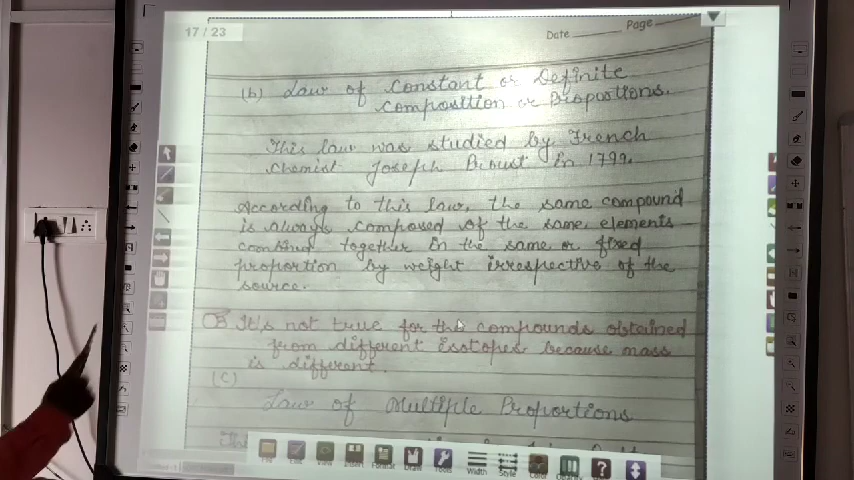 17 / 23
Date
Page
(b) Law of Constant or Definite
Composition or Proportions.
This law was studied by French
Chemist Joseph Proust in 1799.
According to this law, the same compound
is always composed of the same elements
combined together in the same or fixed
proportion by weight irrespective of the
source.
It's not true for the compounds obtained
from different isotopes because mass
is different.
(C)
Law of Multiple Proportions
File
Edit
View
Insert
Format
Draw
Tools
Width
Style
Color